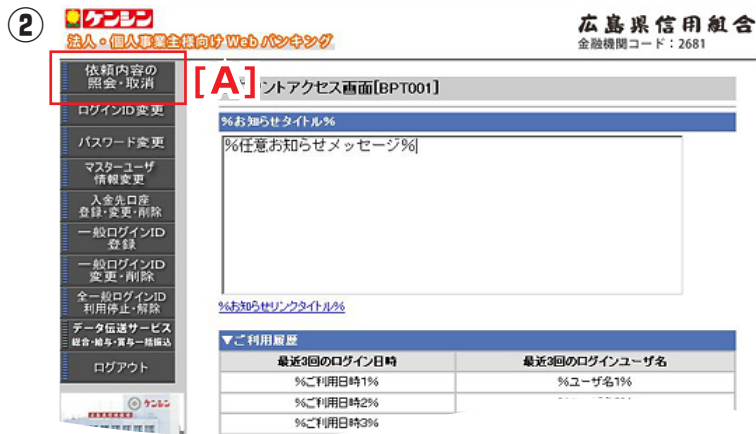 ②
ケンシン
法人・個人事業主様向け Web バンキング
広島県信用組合
金融機関コード:2681
依頼内容の
照会・取消
[A]
ントアクセス画面[BPT001]
ログインID変更
パスワード変更
マスターユーザ
情報変更
入金先口座
登録・変更・削除
一般ログインID
登録
一般ログインID
変更・削除
全一般ログインID
利用停止・解除
データ伝送サービス
総合・給与・賞与一括振込
ログアウト
ケンシン
%お知らせタイトル%
%任意お知らせメッセージ%
%お知らせリンクタイトル%
▼ご利用履歴
最近3回のログイン日時
最近3回のログインユーザ名
%ご利用日時1%
%ユーザ名1%
%ご利用日時2%
%ご利用日時3%